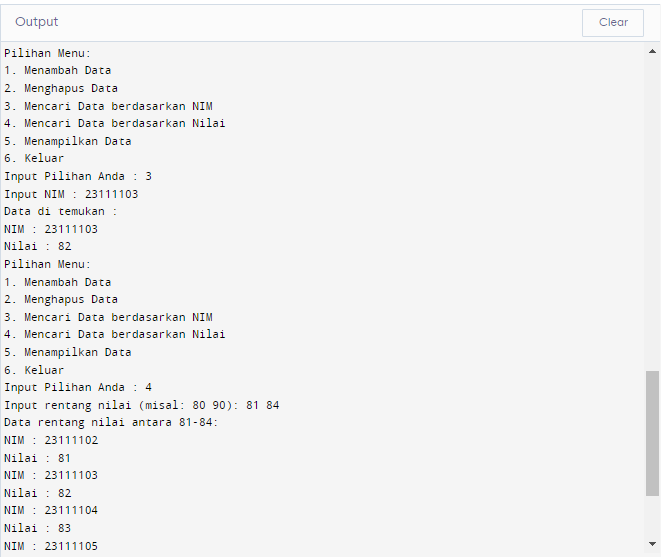 Output
Clear
Pilihan Menu:
1. Menambah Data
2. Menghapus Data
3. Mencari Data berdasarkan NIM
4. Mencari Data berdasarkan Nilai
5. Menampilkan Data
6. Keluar
Input Pilihan Anda : 3
Input NIM : 23111103
Data di temukan :
NIM : 23111103
Nilai : 82
Pilihan Menu:
1. Menambah Data
2. Menghapus Data
3. Mencari Data berdasarkan NIM
4. Mencari Data berdasarkan Nilai
5. Menampilkan Data
6. Keluar
Input Pilihan Anda : 4
Input rentang nilai (misal: 80 90): 81 84
Data rentang nilai antara 81-84:
NIM : 23111102
Nilai : 81
NIM : 23111103
Nilai : 82
NIM : 23111104
Nilai : 83
NIM : 23111105